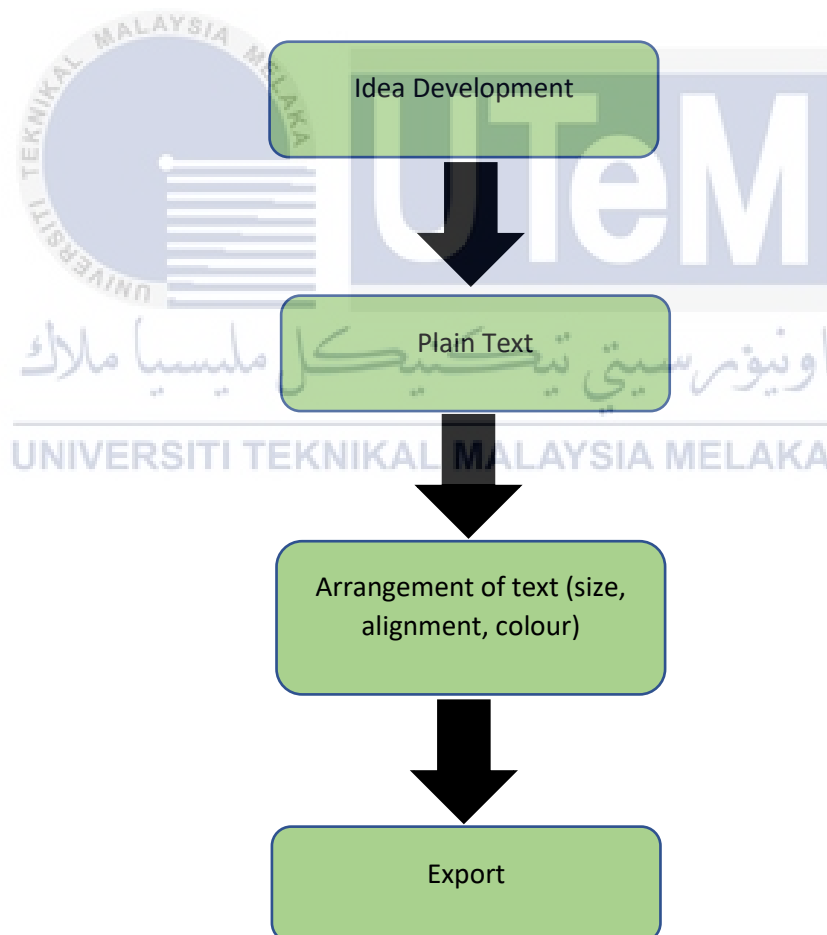 UNIVERSITI TEKNIKAL MALAYSIA MELAKA
UTeM
Idea Development
Plain Text
اونيۏرسيتي تيكنيكل مليسيا ملاك
UNIVERSITI TEKNIKAL MALAYSIA MELAKA
Arrangement of text (size,
alignment, colour)
Export